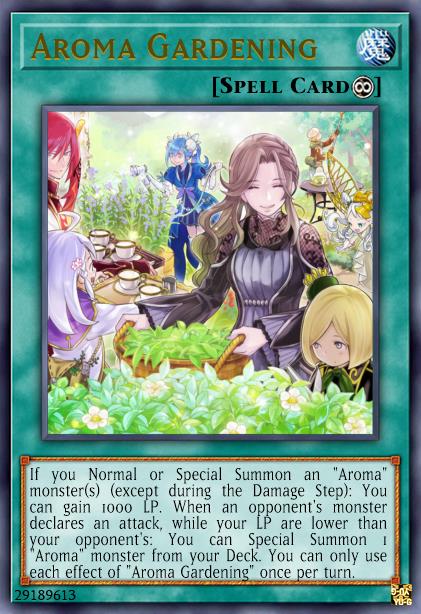 AROMA GARDENING
魔
[SPELL CARD]
If you Normal or Special Summon an "Aroma"
monster(s) (except during the Damage Step): You
can gain 1000 LP. When an opponent's monster
declares an attack, while your LP are lower than
your opponent's: You can Special Summon 1
"Aroma" monster from your Deck. You can only use
each effect of "Aroma Gardening" once per turn.
29189613